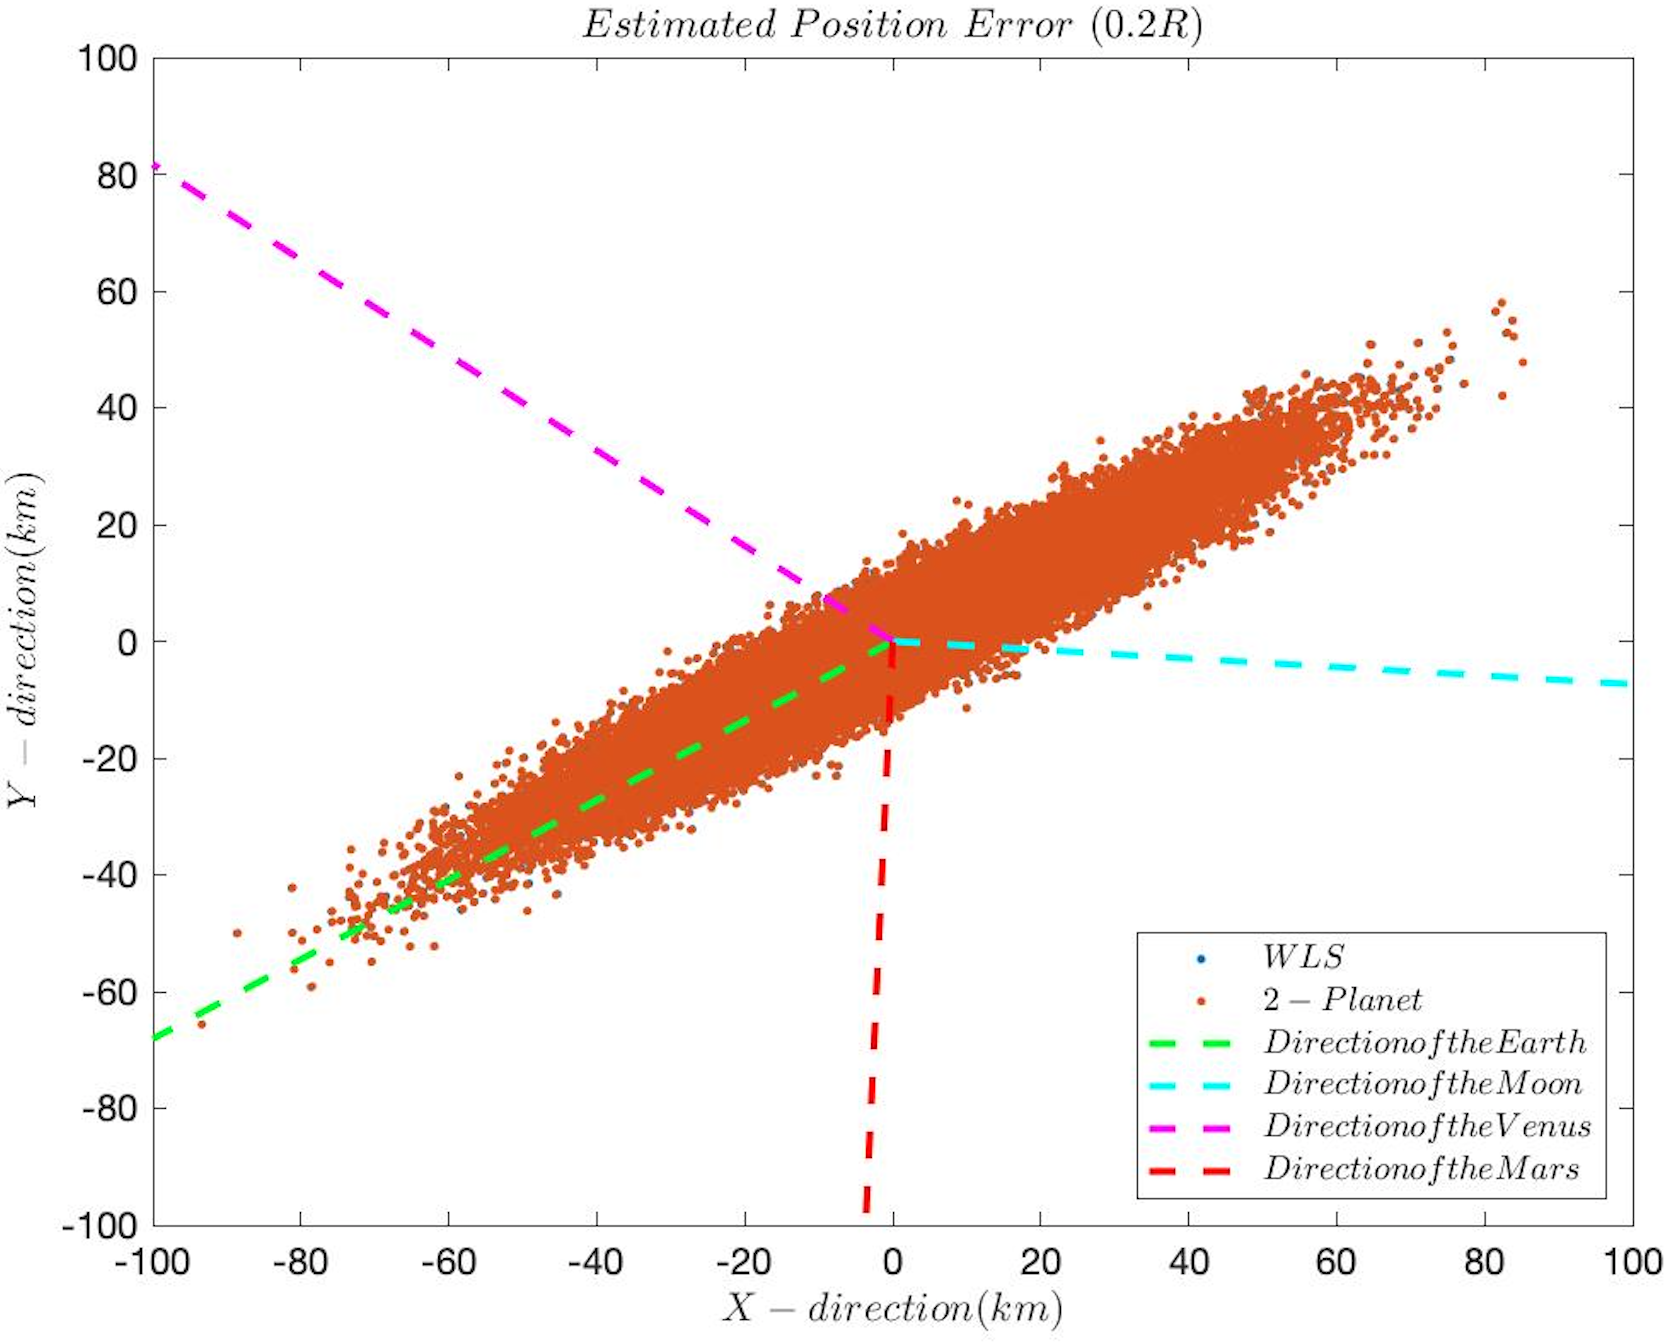 Estimated Position Error (0.2R)
100
80
60
40
20
0
-20
-40
-60
-80
-100
Y - direction(km)
-100 -80 -60 -40 -20 0 20 40 60 80 100
X - direction(km)
WLS
2 - Planet
DirectionoftheEarth
DirectionoftheMoon
DirectionoftheVenus
DirectionoftheMars